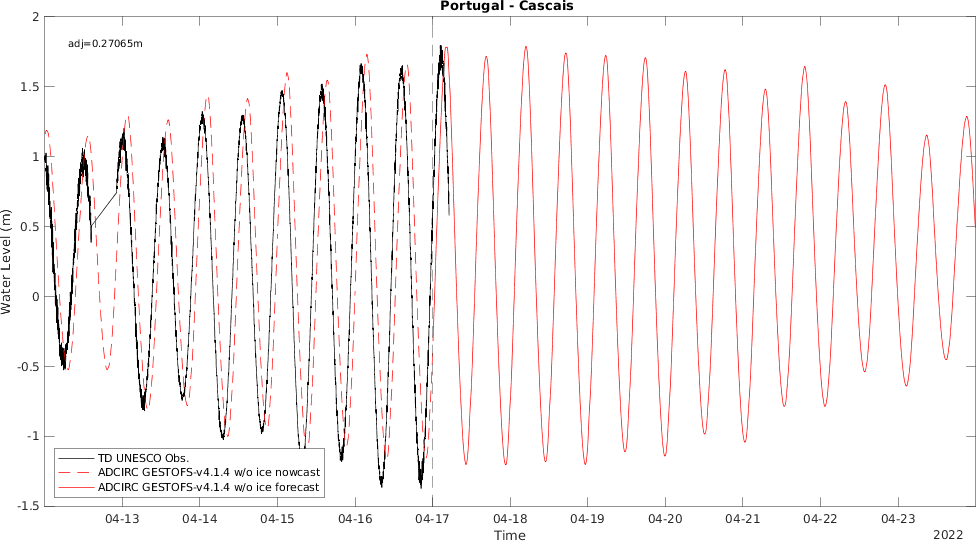 Portugal - Cascais
adj=0.27065m
Water Level (m)
2
1.5
1
0.5
0
-0.5
-1
-1.5
TD UNESCO Obs.
ADCIRC GESTOFS-v4.1.4 w/o ice nowcast
ADCIRC GESTOFS-v4.1.4 w/o ice forecast
04-13 04-14 04-15 04-16 04-17 04-18 04-19 04-20 04-21 04-22 04-23
Time
2022